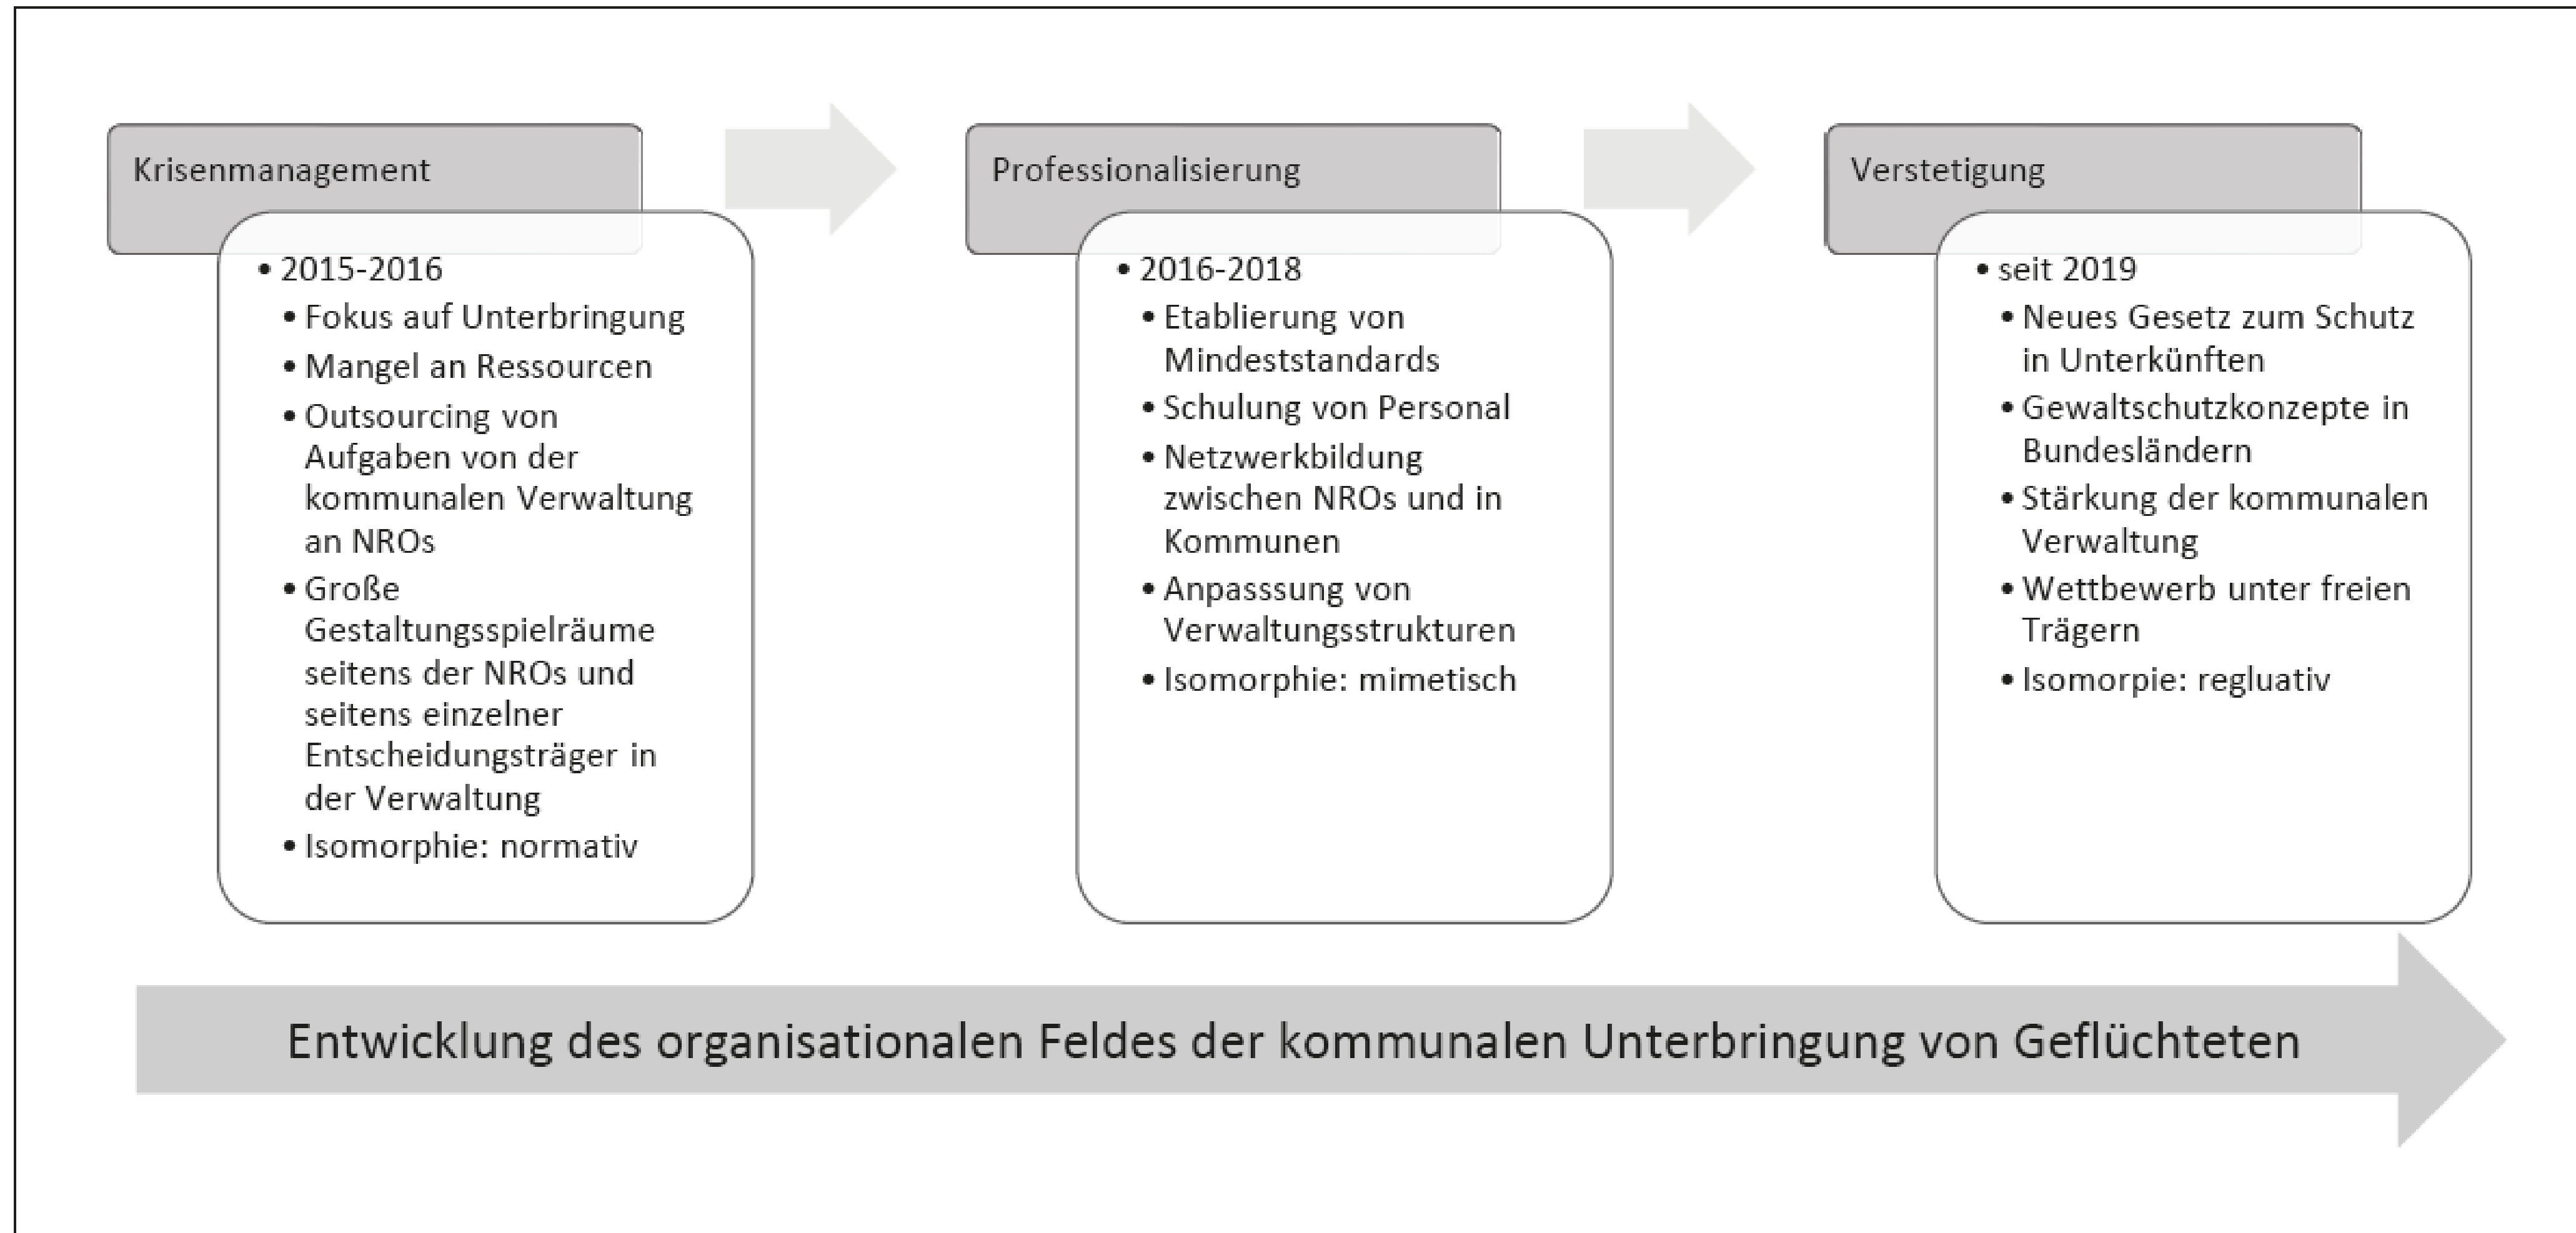 Krisenmanagement
• 2015-2016
• Fokus auf Unterbringung
• Mangel an Ressourcen
• Outsourcing von
Aufgaben von der
kommunalen Verwaltung
an NROs
• Große
Gestaltungsspielräume
seitens der NROs und
seitens einzelner
Entscheidungsträger in
der Verwaltung
• Isomorphie: normativ
Professionalisierung
• 2016-2018
• Etablierung von
Mindeststandards
• Schulung von Personal
• Netzwerkbildung
zwischen NROs und in
Kommunen
• Anpasssung von
Verwaltungsstrukturen
• Isomorphie: mimetisch
Verstetigung
• seit 2019
• Neues Gesetz zum Schutz
in Unterkünften
• Gewaltschutzkonzepte in
Bundesländern
• Stärkung der kommunalen
Verwaltung
• Wettbewerb unter freien
Trägern
• Isomorpie: regluativ
Entwicklung des organisationalen Feldes der kommunalen Unterbringung von Geflüchteten